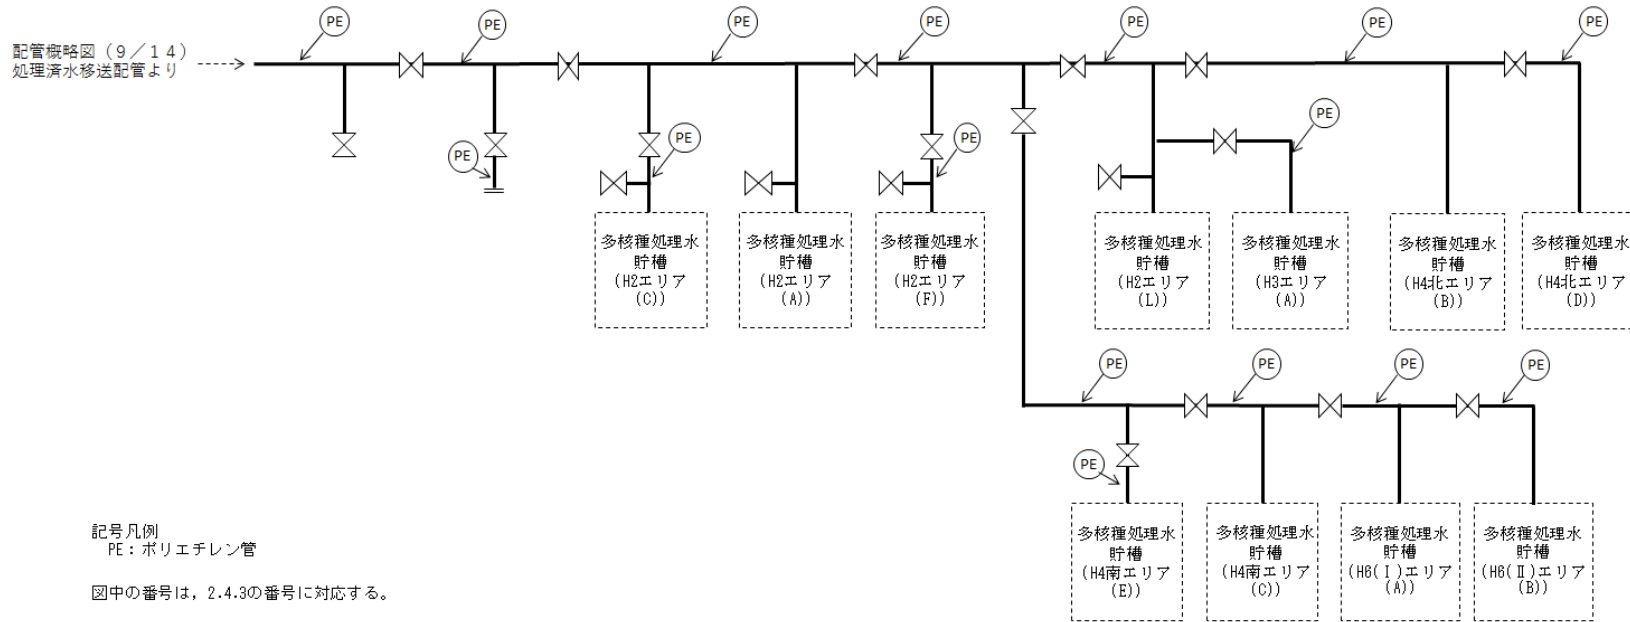 PE
PE
PE
PE
PE
PE
PE
配管概略図（９／１４）
処理済水移送配管より
PE
PE
PE
PE
多核種処理水
貯槽
(H2エリア
(C))
多核種処理水
貯槽
(H2エリア
(A))
多核種処理水
貯槽
(H2エリア
(F))
多核種処理水
貯槽
(H2エリア
(L))
多核種処理水
貯槽
(H3エリア
(A))
多核種処理水
貯槽
(H4北エリア
(B))
多核種処理水
貯槽
(H4北エリア
(D))
PE
PE
PE
PE
PE
多核種処理水
貯槽
(H4南エリア
(E))
多核種処理水
貯槽
(H4南エリア
(C))
多核種処理水
貯槽
(H6(Ⅰ)エリア
(A))
多核種処理水
貯槽
(H6(Ⅱ)エリア
(B))
記号凡例
PE：ポリエチレン管
図中の番号は，2.4.3の番号に対応する。